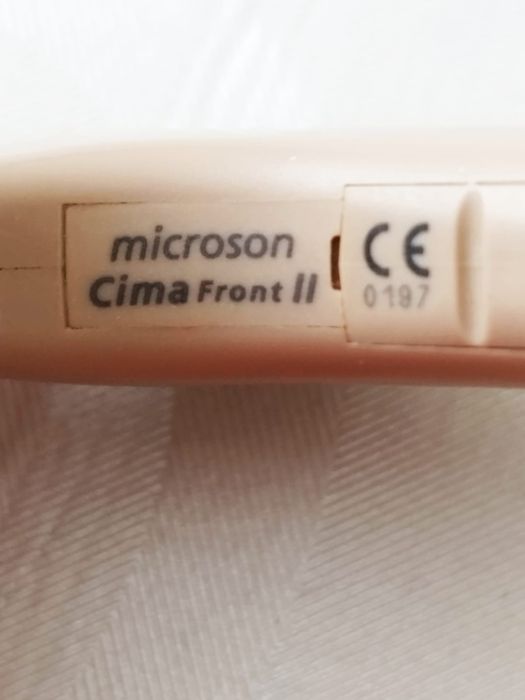 microson
Cima Front II
CE
0197